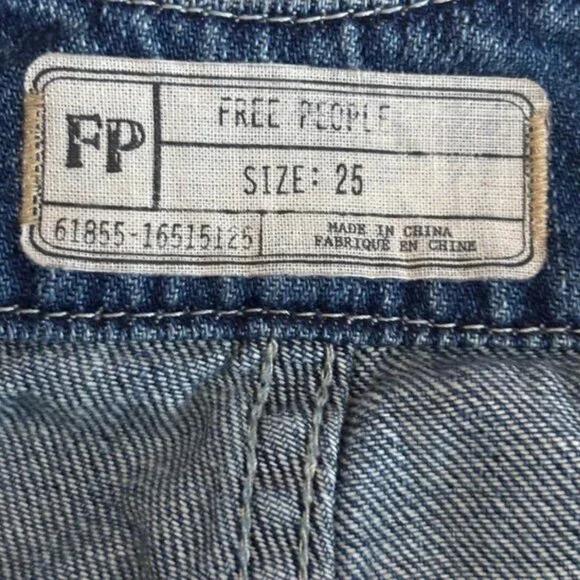 FP
FREE PEOPLE
SIZE: 25
61855-16515125
MADE IN CHINA
FABRIQUE EN CHINE